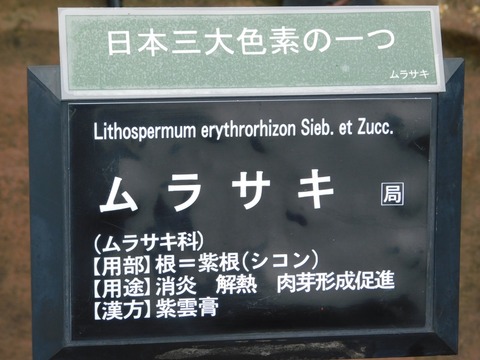 日本三大色素の一つ
ムラサキ
Lithospermum erythrorhizon Sieb. et Zucc.
ムラサキ 局
(ムラサキ科)
【用部】根=紫根(シコン)
【用途】消炎　解熱　肉芽形成促進
【漢方】紫雲膏